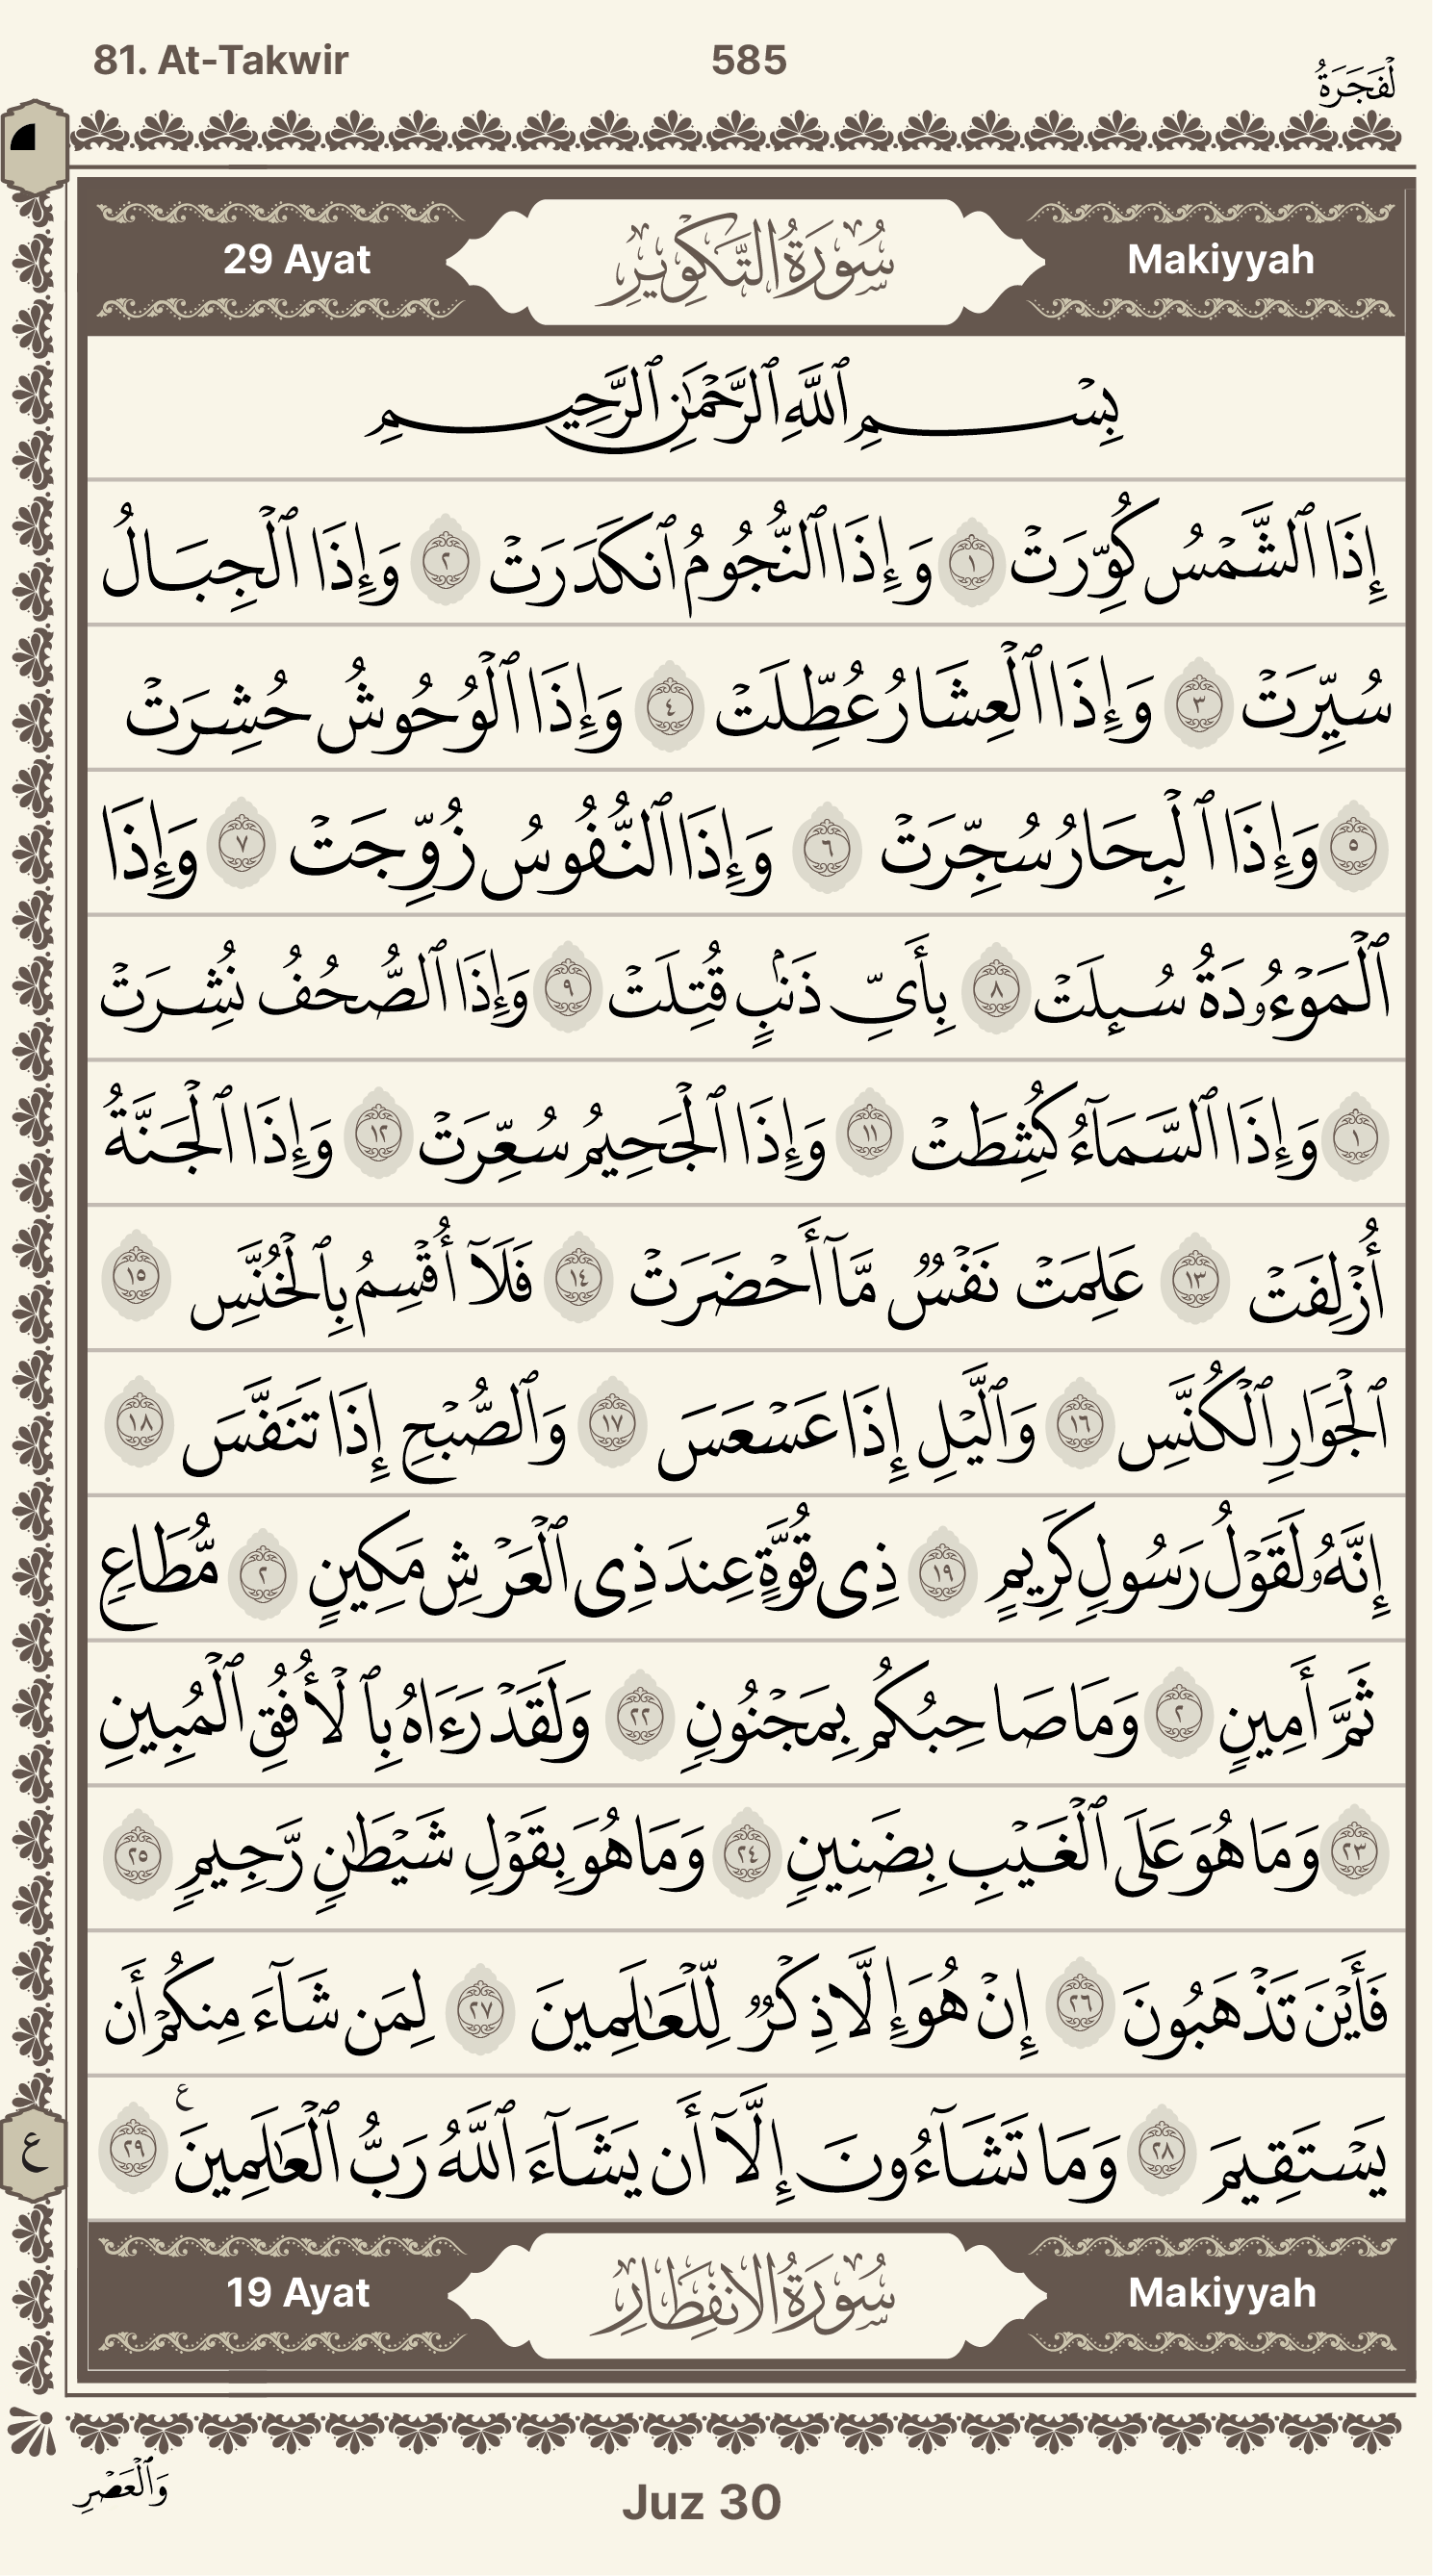 81. At-Takwir 585 لْفَجَرَةُ
29 Ayat سُورَةُ التَّكْوِيرِ Makiyyah
بِسْمِ ٱللَّهِ ٱلرَّحْمَٰنِ ٱلرَّحِيمِ
إِذَا ٱلشَّمْسُ كُوِّرَتْ ١ وَإِذَا ٱلنُّجُومُ ٱنكَدَرَتْ ٢ وَإِذَا ٱلْجِبَالُ
سُيِّرَتْ ٣ وَإِذَا ٱلْعِشَارُ عُطِّلَتْ ٤ وَإِذَا ٱلْوُحُوشُ حُشِرَتْ
٥ وَإِذَا ٱلْبِحَارُ سُجِّرَتْ ٦ وَإِذَا ٱلنُّفُوسُ زُوِّجَتْ ٧ وَإِذَا
ٱلْمَوْءُۥدَةُ سُئِلَتْ ٨ بِأَىِّ ذَنۢبٍ قُتِلَتْ ٩ وَإِذَا ٱلصُّحُفُ نُشِرَتْ
١ وَإِذَا ٱلسَّمَآءُ كُشِطَتْ ١١ وَإِذَا ٱلْجَحِيمُ سُعِّرَتْ ١٢ وَإِذَا ٱلْجَنَّةُ
أُزْلِفَتْ ١٣ عَلِمَتْ نَفْسٌ مَّآ أَحْضَرَتْ ١٤ فَلَآ أُقْسِمُ بِٱلْخُنَّسِ ١٥
ٱلْجَوَارِ ٱلْكُنَّسِ ١٦ وَٱلَّيْلِ إِذَا عَسْعَسَ ١٧ وَٱلصُّبْحِ إِذَا تَنَفَّسَ ١٨
إِنَّهُۥ لَقَوْلُ رَسُولٍ كَرِيمٍ ١٩ ذِى قُوَّةٍ عِندَ ذِى ٱلْعَرْشِ مَكِينٍ ٢ مُّطَاعٍ
ثَمَّ أَمِينٍ ٢ وَمَا صَاحِبُكُم بِمَجْنُونٍ ٢٢ وَلَقَدْ رَءَاهُ بِٱلْأُفُقِ ٱلْمُبِينِ
٢٣ وَمَا هُوَ عَلَى ٱلْغَيْبِ بِضَنِينٍ ٢٤ وَمَا هُوَ بِقَوْلِ شَيْطَٰنٍ رَّجِيمٍ ٢٥
فَأَيْنَ تَذْهَبُونَ ٢٦ إِنْ هُوَ إِلَّا ذِكْرٌ لِّلْعَٰلَمِينَ ٢٧ لِمَن شَآءَ مِنكُمْ أَن
يَسْتَقِيمَ ٢٨ وَمَا تَشَآءُونَ إِلَّآ أَن يَشَآءَ ٱللَّهُ رَبُّ ٱلْعَٰلَمِينَ ع ٢٩
ع
19 Ayat سُورَةُ الانفِطَارِ Makiyyah
وَٱلْعَصْرِ Juz 30